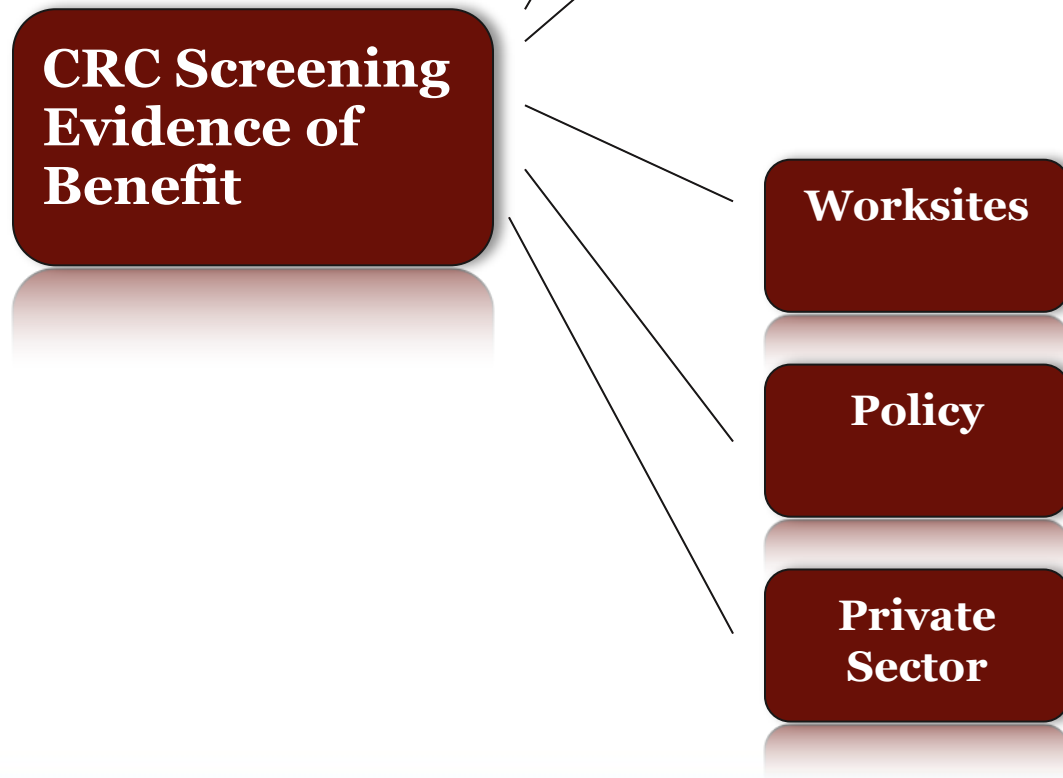 CRC Screening
Evidence of
Benefit
Worksites
Policy
Private
Sector